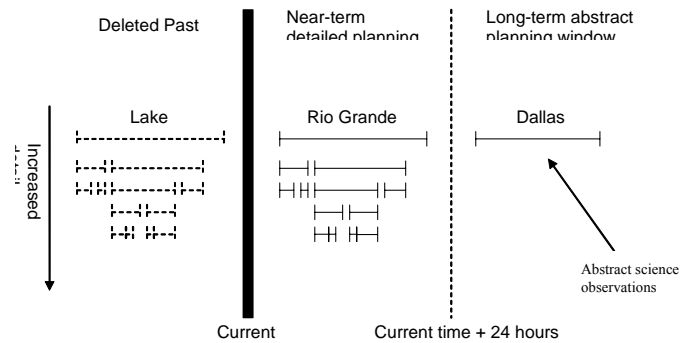 Deleted Past
Near-term
detailed planning
Long-term abstract
planning window
Lake
Rio Grande
Dallas
Increased
Abstract science
observations
Current
Current time + 24 hours